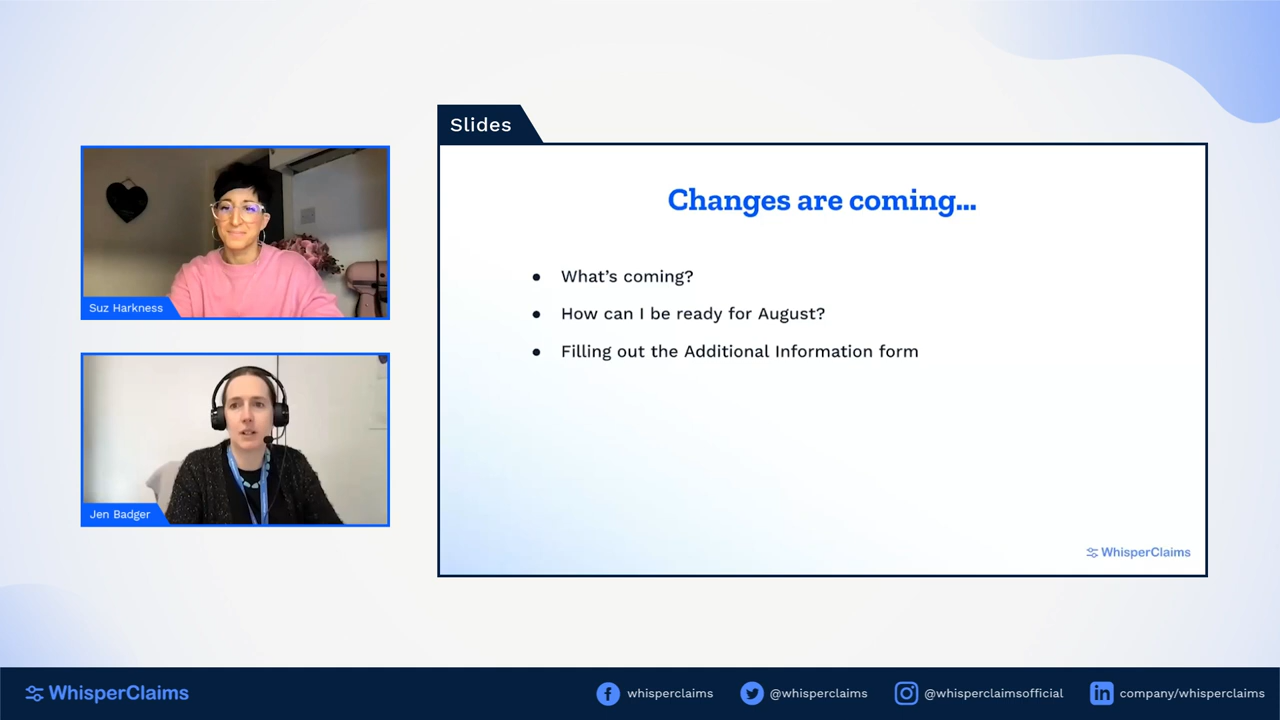 Slides
Changes are coming...
● What's coming?
● How can I be ready for August?
● Filling out the Additional Information form
WhisperClaims
Suz Harkness
Jen Badger
WhisperClaims
whisperclaims
@whisperclaims
@whisperclaimsofficial
company/whisperclaims